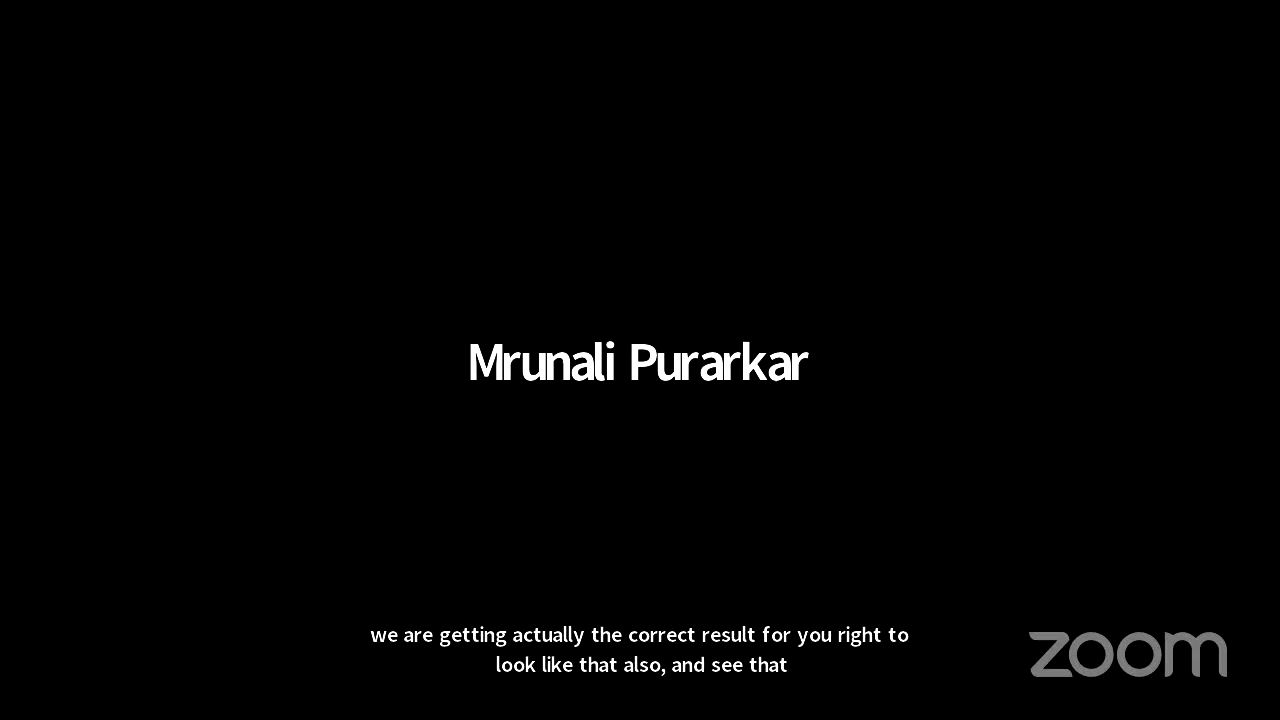 Mrunali Purarkar
we are getting actually the correct result for you right to
look like that also, and see that
zoom